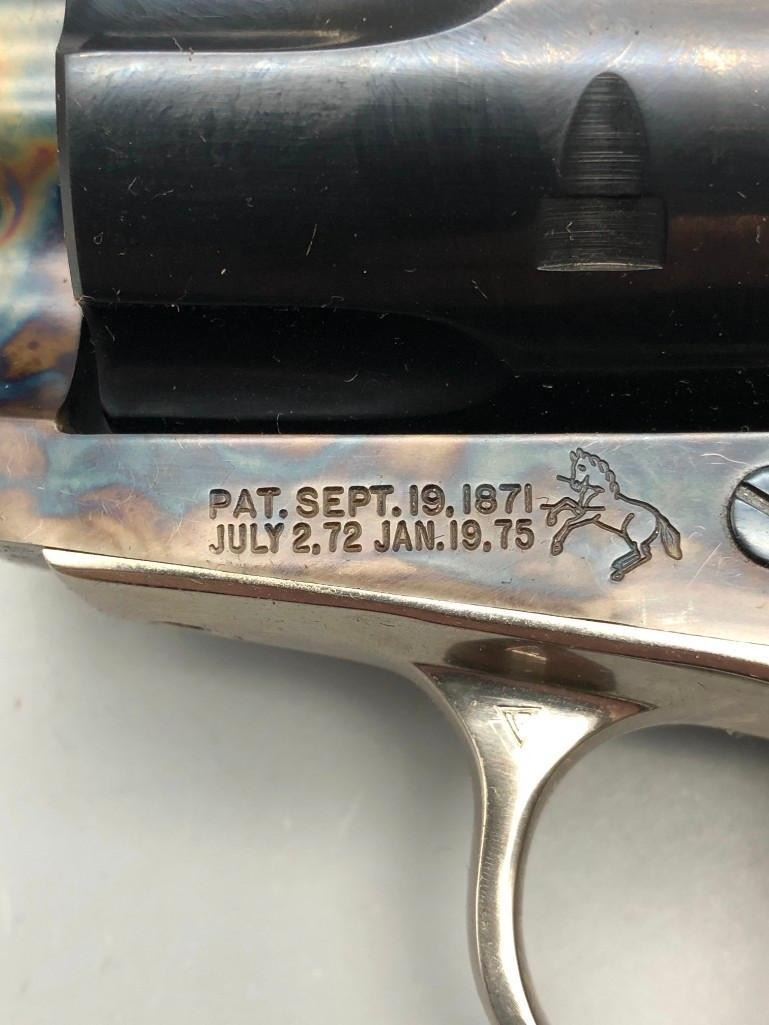 PAT. SEPT. 19. 1871
JULY 2. 72 JAN. 19. 75